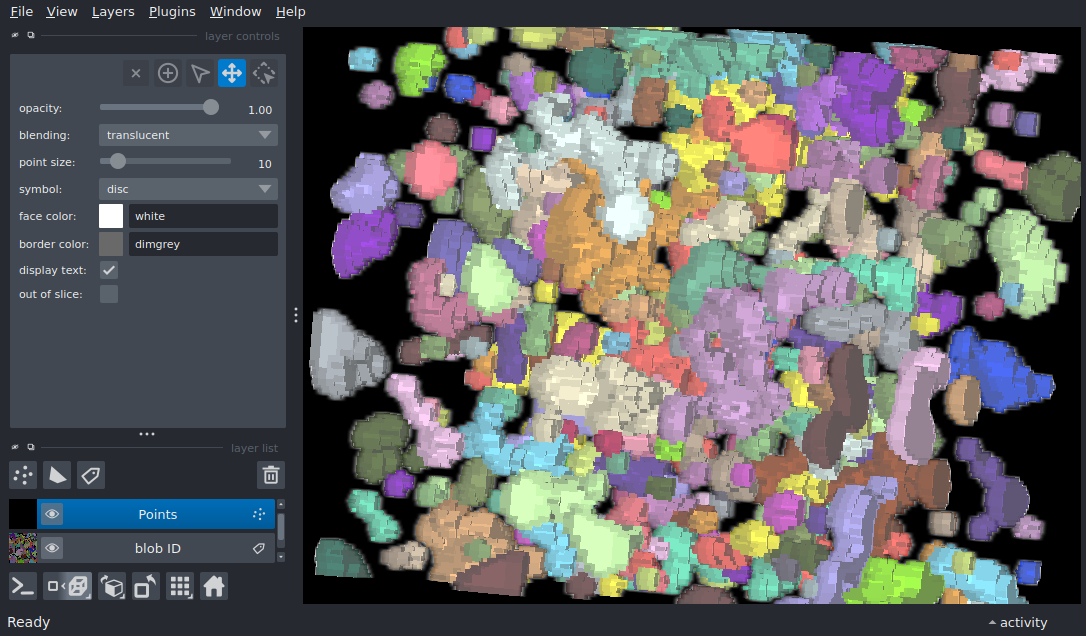 File View Layers Plugins Window Help
layer controls
opacity: 1.00
blending: translucent
point size: 10
symbol: disc
face color: white
border color: dimgrey
display text:
out of slice:
layer list
Points
blob ID
Ready activity